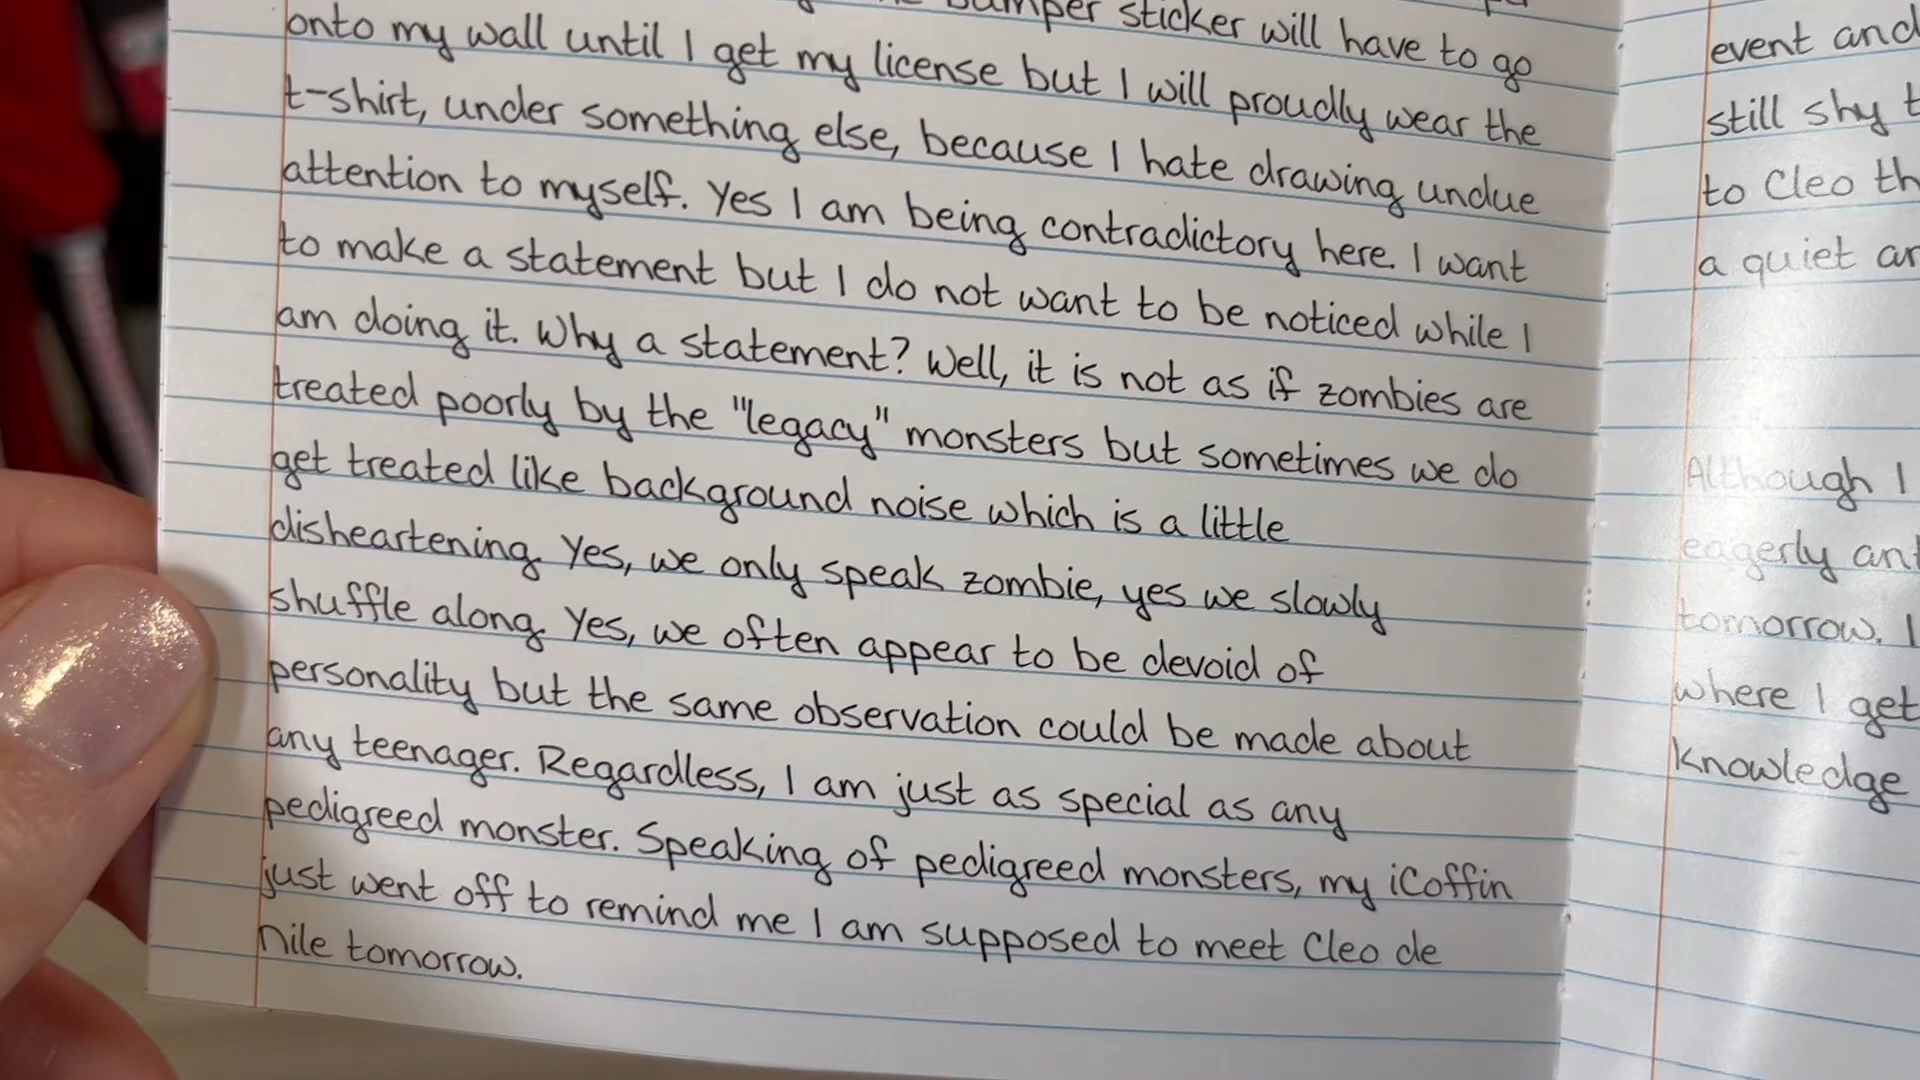 bumper sticker will have to go
onto my wall until I get my license but I will proudly wear the
t-shirt, under something else, because I hate drawing undue
attention to myself. Yes I am being contradictory here. I want
to make a statement but I do not want to be noticed while I
am doing it. Why a statement? Well, it is not as if zombies are
treated poorly by the "legacy" monsters but sometimes we do
get treated like background noise which is a little
disheartening. Yes, we only speak zombie, yes we slowly
shuffle along. Yes, we often appear to be devoid of
personality but the same observation could be made about
any teenager. Regardless, I am just as special as any
pedigreed monster. Speaking of pedigreed monsters, my iCoffin
just went off to remind me I am supposed to meet Cleo de
nile tomorrow.
event and
still shy
to Cleo
a quiet
Although I
eagerly
tomorrow. I
where I get
knowledge